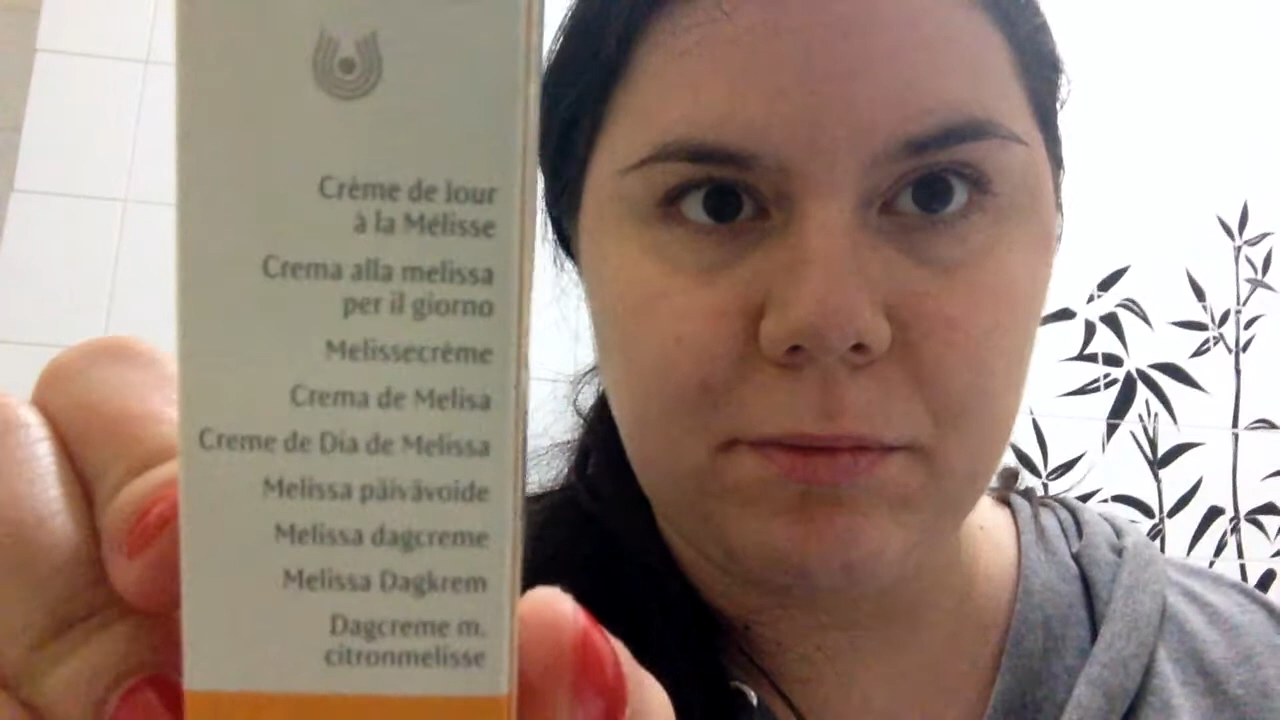 Crème de Jour
à la Mélisse
Crema alla melissa
per il giorno
Melissecrème
Crema de Melisa
Creme de Dia de Melissa
Melissa päivävoide
Melissa dagcreme
Melissa Dagkrem
Dagcreme m.
citronmelisse